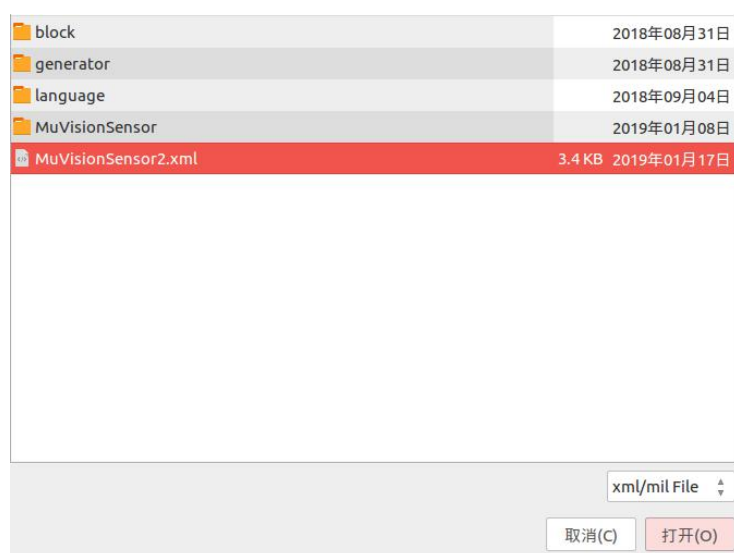 block 2018年08月31日
generator 2018年08月31日
language 2018年09月04日
MuVisionSensor 2019年01月08日
MuVisionSensor2.xml 3.4 KB 2019年01月17日
xml/mil File
取消(C) 打开(O)